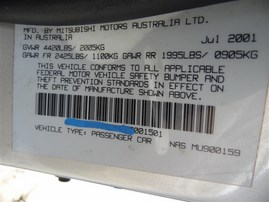 MFD. BY MITSUBISHI MOTORS AUSTRALIA LTD.
IN AUSTRALIA Jul 2001
GVWR 4420LBS/ 2005KG
GAWR FR 2425LBS/ 1100KG GAWR RR 1995LBS/ 0905KG
THIS VEHICLE CONFORMS TO ALL APPLICABLE
FEDERAL MOTOR VEHICLE SAFETY BUMPER AND
THEFT PREVENTION STANDARDS IN EFFECT ON
THE DATE OF MANUFACTURE SHOWN ABOVE.
001501
VEHICLE TYPE: PASSENGER CAR NAS MU900159